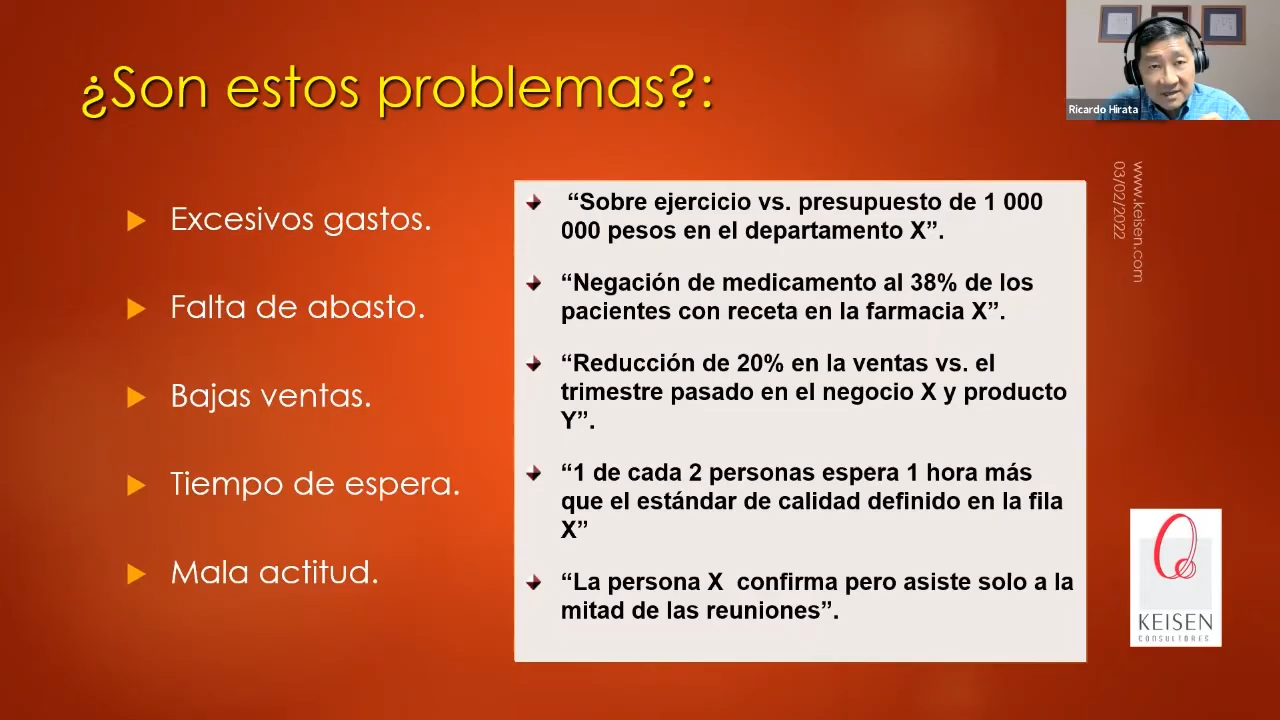 ¿Son estos problemas?:
Ricardo Hirata
www.keisen.com
03/02/2022
Excesivos gastos.
Falta de abasto.
Bajas ventas.
Tiempo de espera.
Mala actitud.
“Sobre ejercicio vs. presupuesto de 1 000
000 pesos en el departamento X”.
“Negación de medicamento al 38% de los
pacientes con receta en la farmacia X”.
“Reducción de 20% en la ventas vs. el
trimestre pasado en el negocio X y producto
Y”.
“1 de cada 2 personas espera 1 hora más
que el estándar de calidad definido en la fila
X”
“La persona X confirma pero asiste solo a la
mitad de las reuniones”.
KEISEN
CONSULTORES